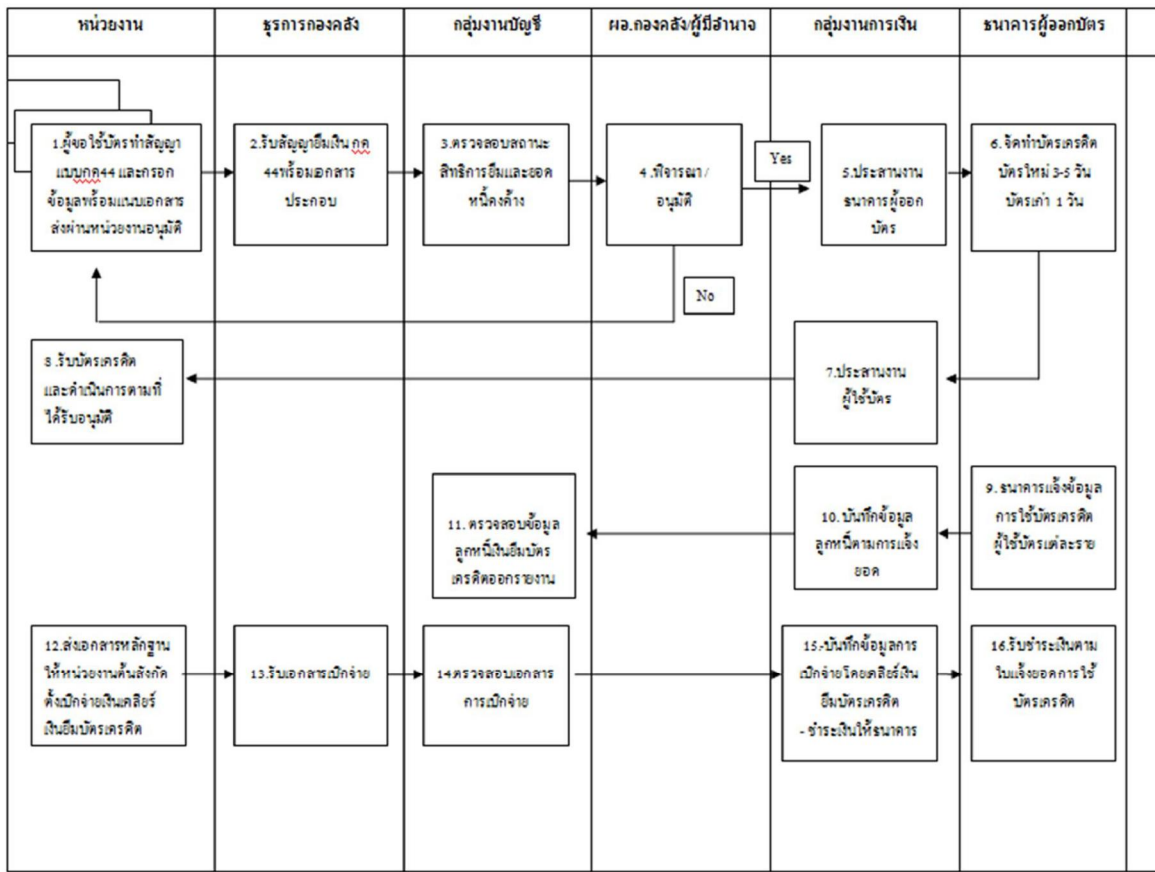 หน่วยงาน
ธุรการกองคลัง
กลุ่มงานบัญชี
ผอ.กองคลัง/ผู้มีอำนาจ
กลุ่มงานการเงิน
ธนาคารผู้ออกบัตร
1.ผู้ขอใช้บัตรทำสัญญา
แบบกค44 และกรอก
ข้อมูลพร้อมแนบเอกสาร
ส่งผ่านหน่วยงานอนุมัติ
2.รับสัญญายืมเงิน กค
44พร้อมเอกสาร
ประกอบ
3.ตรวจสอบสถานะ
สิทธิการยืมและยอด
หนี้คงค้าง
4.พิจารณา /
อนุมัติ
Yes
5.ประสานงาน
ธนาคารผู้ออก
บัตร
6.จัดทำบัตรเครดิต
บัตรใหม่ 3-5 วัน
บัตรเก่า 1 วัน
No
8.รับบัตรเครดิต
และดำเนินการตามที่
ได้รับอนุมัติ
7.ประสานงาน
ผู้ใช้บัตร
11. ตรวจสอบข้อมูล
ลูกหนี้เงินยืมบัตร
เครดิตออกรายงาน
10. บันทึกข้อมูล
ลูกหนี้ตามการแจ้ง
ยอด
9. ธนาคารแจ้งข้อมูล
การใช้บัตรเครดิต
ผู้ใช้บัตรแต่ละราย
12.ส่งเอกสารหลักฐาน
ให้หน่วยงานต้นสังกัด
ตั้งเบิกจ่ายเงินเคลียร์
เงินยืมบัตรเครดิต
13.รับเอกสารเบิกจ่าย
14.ตรวจสอบเอกสาร
การเบิกจ่าย
15.-บันทึกข้อมูลการ
เบิกจ่ายโดยเคลียร์เงิน
ยืมบัตรเครดิต
- ชำระเงินให้ธนาคาร
16.รับชำระเงินตาม
ใบแจ้งยอดการใช้
บัตรเครดิต